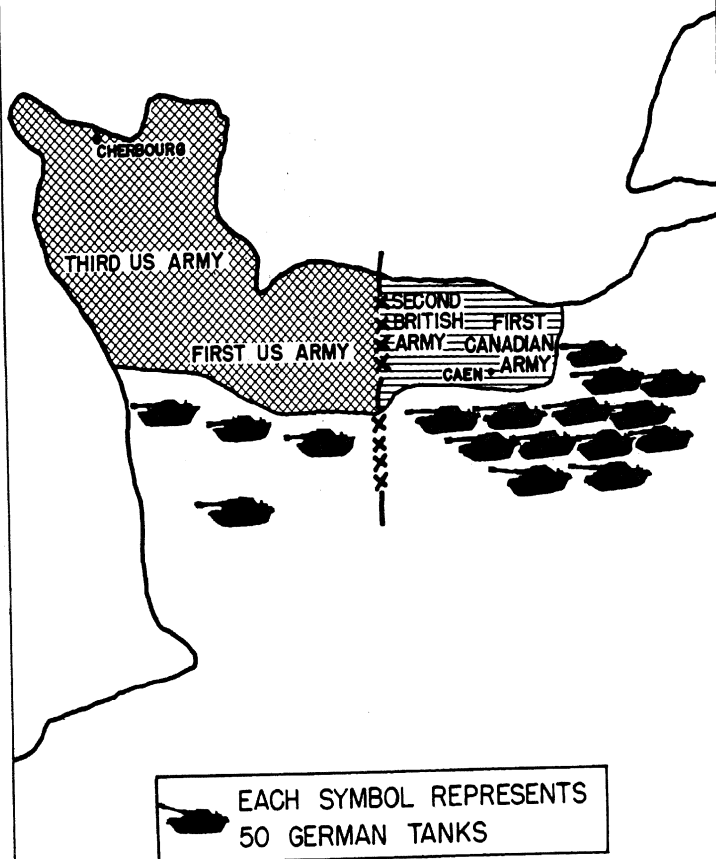 CHERBOURG
THIRD US ARMY
FIRST US ARMY
SECOND
BRITISH
ARMY
FIRST
CANADIAN
ARMY
CAEN
EACH SYMBOL REPRESENTS
50 GERMAN TANKS